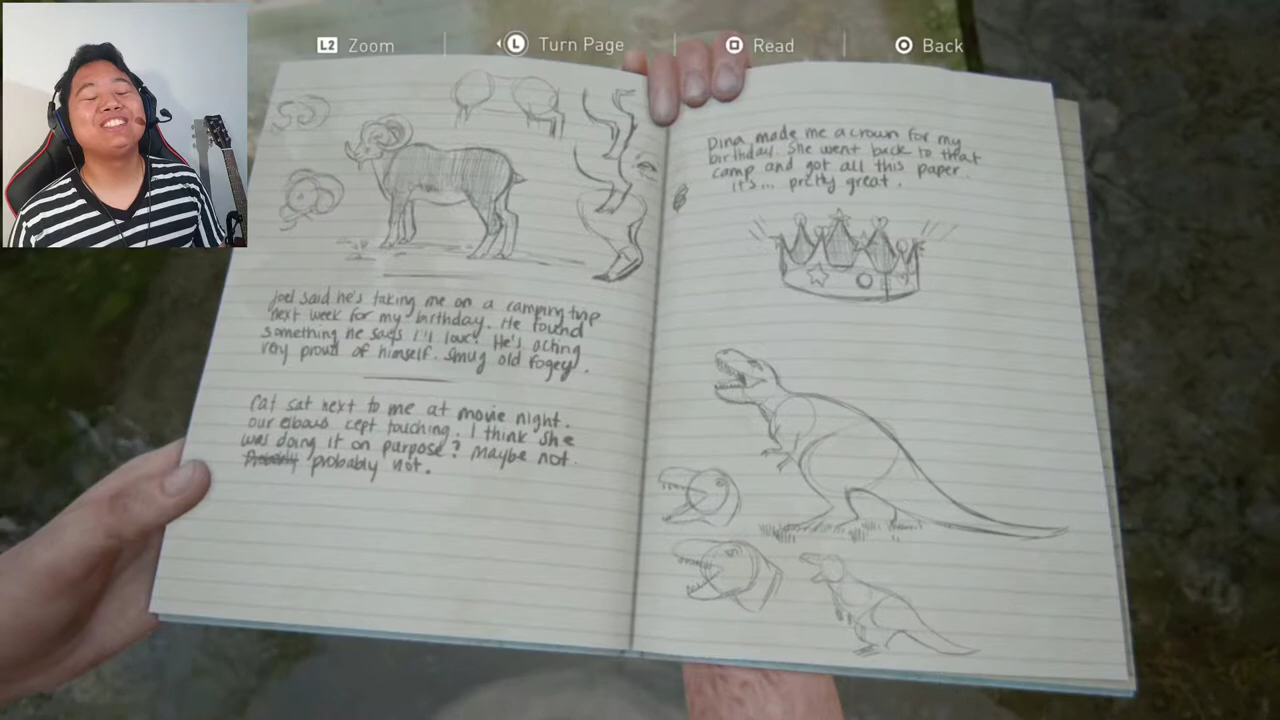 L2 Zoom
L Turn Page
Read
Back
Joel said he's taking me on a camping trip
next week for my birthday. He found
something he says I'll love. He's acting
very proud of himself. Smug old fogey.
Cat sat next to me at movie night.
our elbows kept touching. I think she
was doing it on purpose? Maybe not.
Probably probably not.
Dina made me a crown for my
birthday. She went back to that
camp and got all this paper.
It's... pretty great.